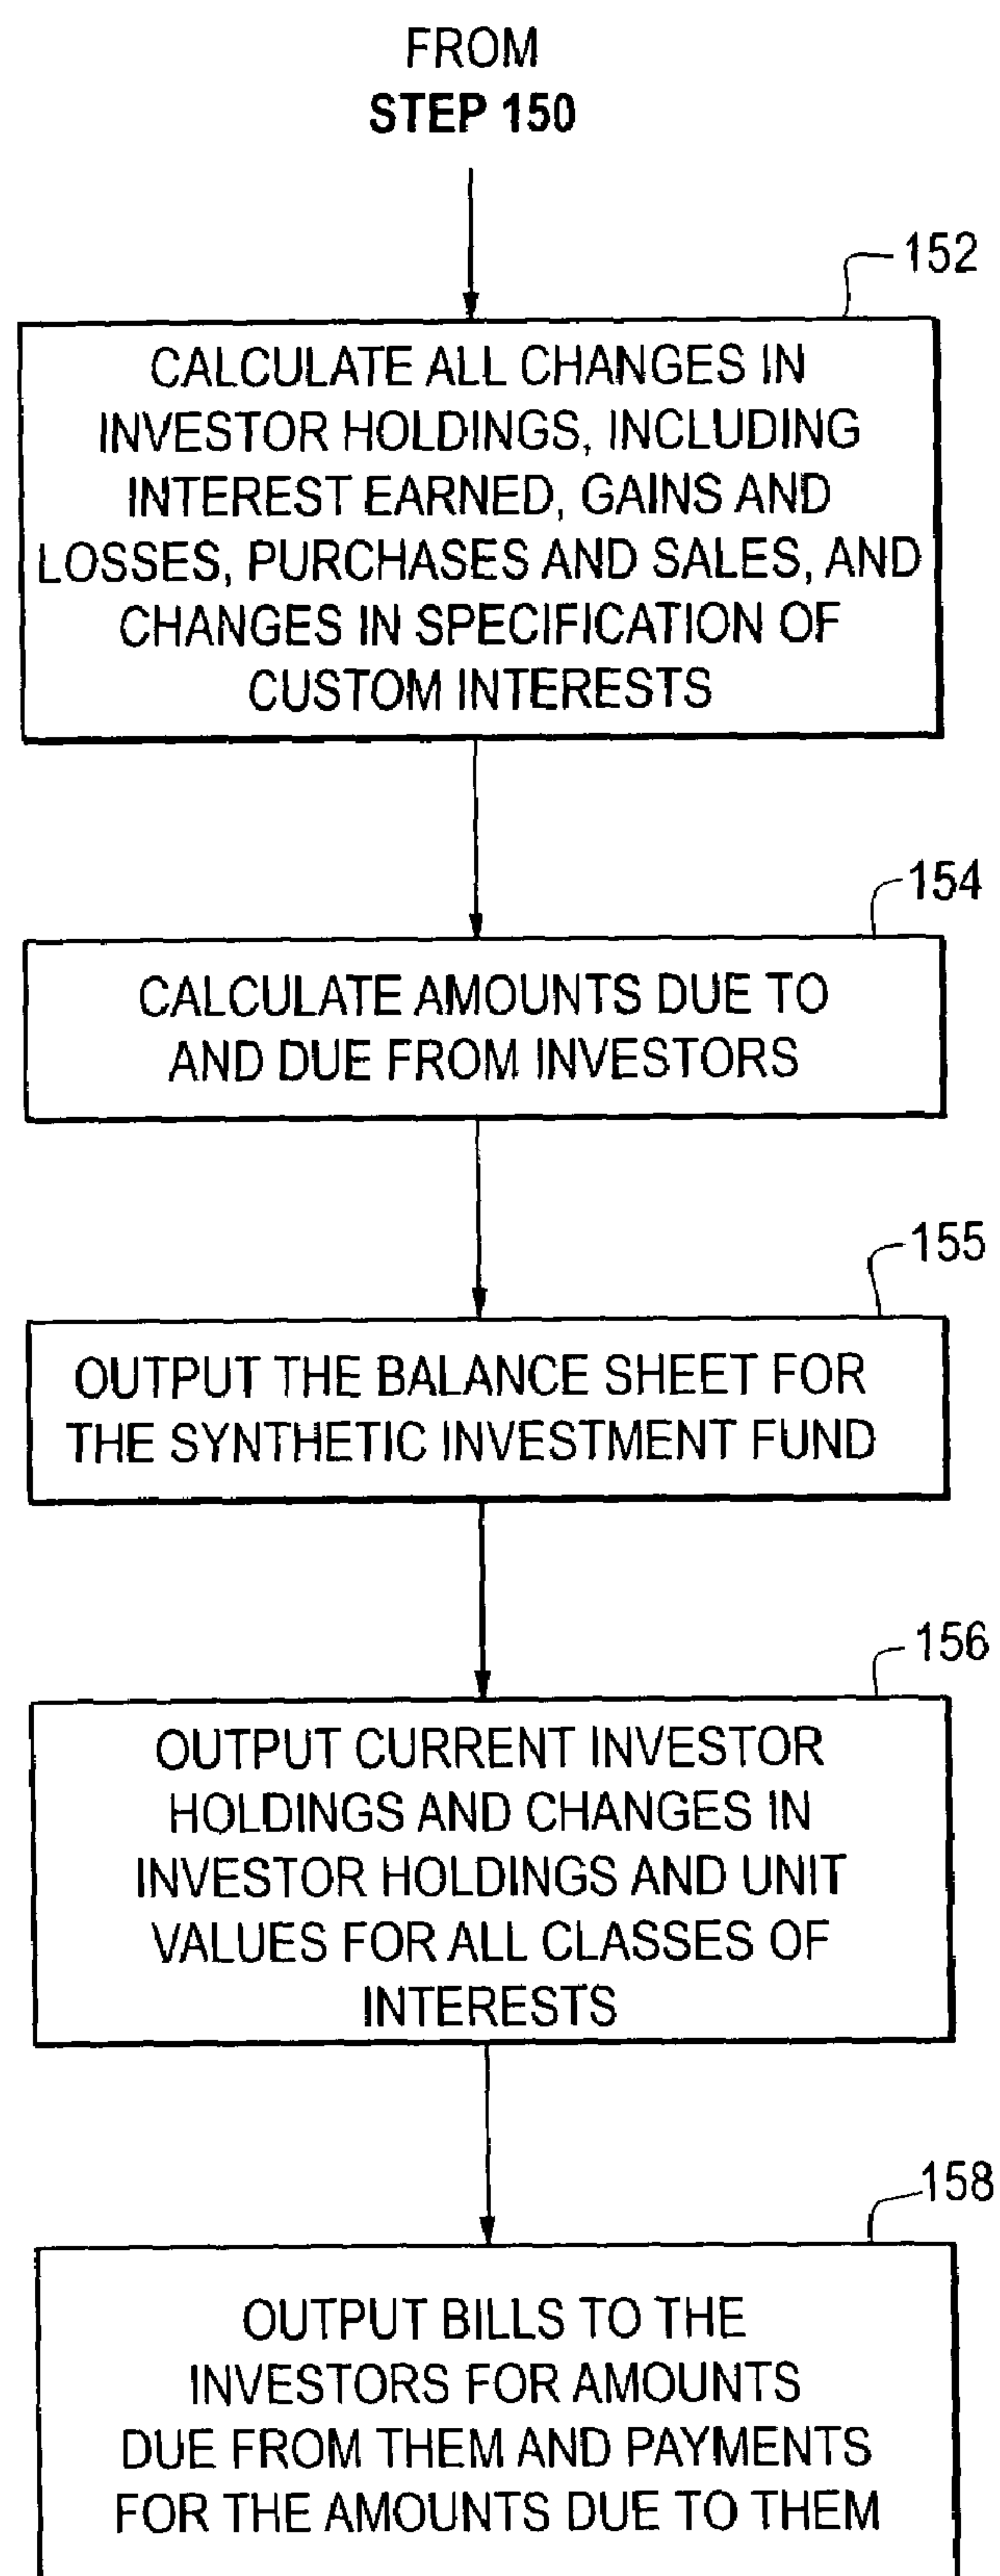 FROM
STEP 150
152
CALCULATE ALL CHANGES IN
INVESTOR HOLDINGS, INCLUDING
INTEREST EARNED, GAINS AND
LOSSES, PURCHASES AND SALES, AND
CHANGES IN SPECIFICATION OF
CUSTOM INTERESTS
154
CALCULATE AMOUNTS DUE TO
AND DUE FROM INVESTORS
155
OUTPUT THE BALANCE SHEET FOR
THE SYNTHETIC INVESTMENT FUND
156
OUTPUT CURRENT INVESTOR
HOLDINGS AND CHANGES IN
INVESTOR HOLDINGS AND UNIT
VALUES FOR ALL CLASSES OF
INTERESTS
158
OUTPUT BILLS TO THE
INVESTORS FOR AMOUNTS
DUE FROM THEM AND PAYMENTS
FOR THE AMOUNTS DUE TO THEM